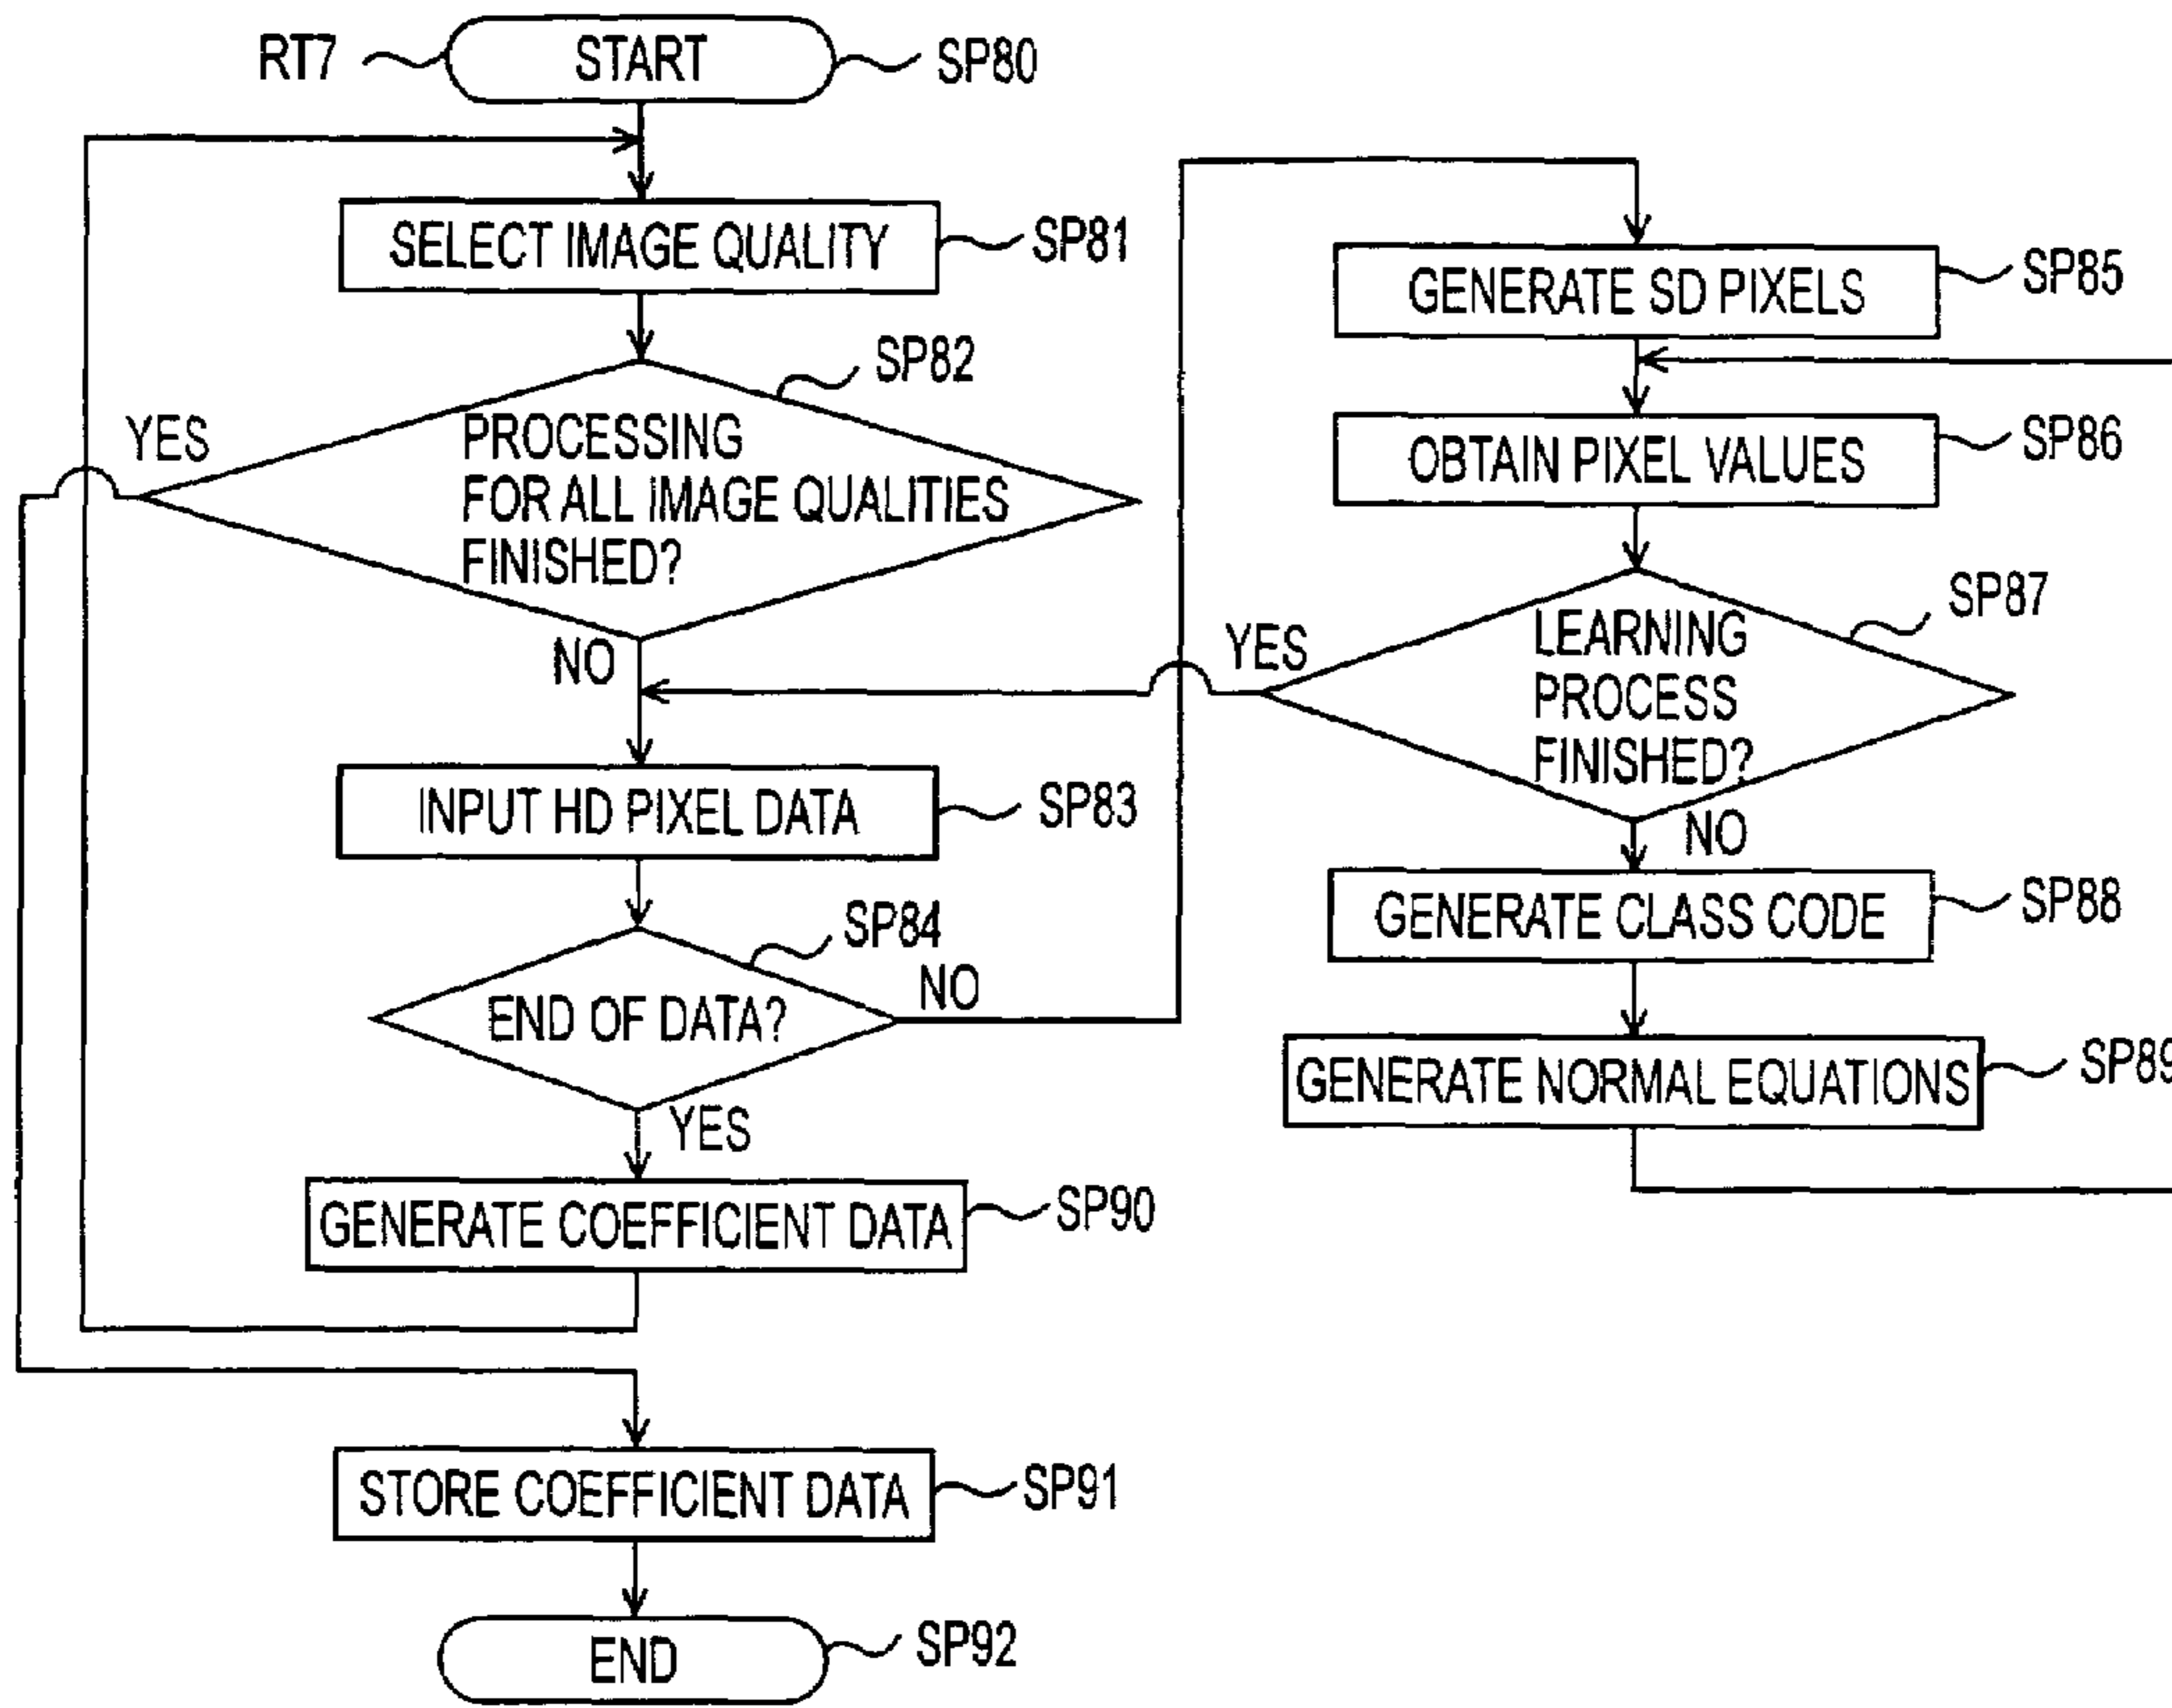 RT7
START
SP80
SELECT IMAGE QUALITY
SP81
SP82
YES
PROCESSING
FOR ALL IMAGE QUALITIES
FINISHED?
NO
INPUT HD PIXEL DATA
SP83
SP84
END OF DATA?
NO
YES
GENERATE COEFFICIENT DATA
SP90
STORE COEFFICIENT DATA
SP91
END
SP92
GENERATE SD PIXELS
SP85
OBTAIN PIXEL VALUES
SP86
SP87
YES
LEARNING
PROCESS
FINISHED?
NO
GENERATE CLASS CODE
SP88
GENERATE NORMAL EQUATIONS
SP89